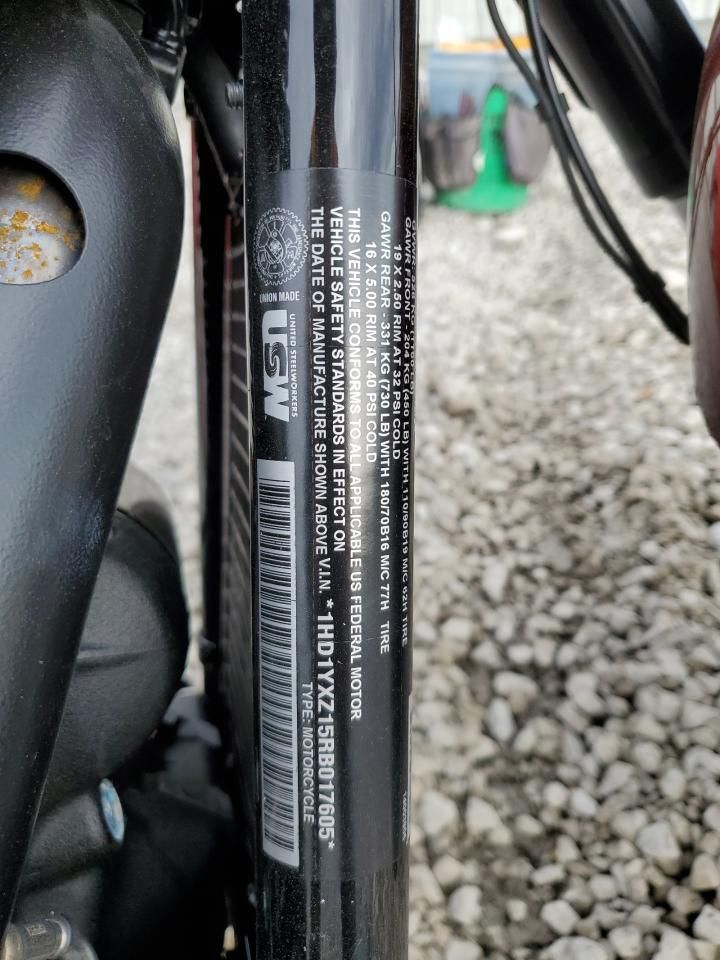 GAWR FRONT - 204 KG (450 LB) WITH 110/90B19 M/C 62H TIRE
19 X 2.50 RIM AT 32 PSI COLD
GAWR REAR - 331 KG (730 LB) WITH 180/70B16 M/C 77H TIRE
16 X 5.00 RIM AT 40 PSI COLD
THIS VEHICLE CONFORMS TO ALL APPLICABLE US FEDERAL MOTOR
VEHICLE SAFETY STANDARDS IN EFFECT ON
THE DATE OF MANUFACTURE SHOWN ABOVE V.I.N. *1HD1YXZ15RB017605*
TYPE: MOTORCYCLE
UNION MADE
USW
UNITED STEELWORKERS